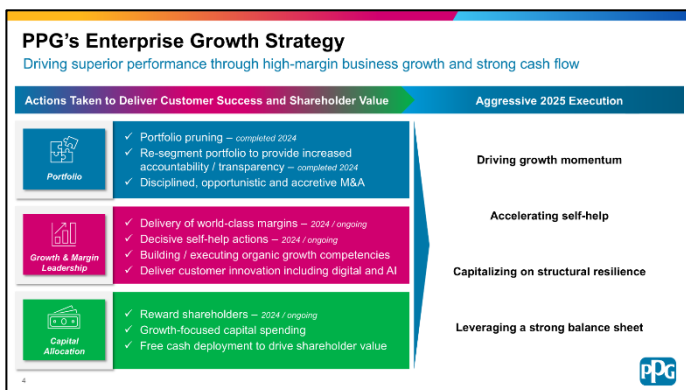 PPG's Enterprise Growth Strategy
Driving superior performance through high-margin business growth and strong cash flow
Actions Taken to Deliver Customer Success and Shareholder Value
Aggressive 2025 Execution
Portfolio
✓ Portfolio pruning – completed 2024
✓ Re-segment portfolio to provide increased
accountability / transparency – completed 2024
✓ Disciplined, opportunistic and accretive M&A
Growth & Margin
Leadership
✓ Delivery of world-class margins – 2024 / ongoing
✓ Decisive self-help actions – 2024 / ongoing
✓ Building / executing organic growth competencies
✓ Deliver customer innovation including digital and AI
Capital
Allocation
✓ Reward shareholders – 2024 / ongoing
✓ Growth-focused capital spending
✓ Free cash deployment to drive shareholder value
Driving growth momentum
Accelerating self-help
Capitalizing on structural resilience
Leveraging a strong balance sheet
4
PPG